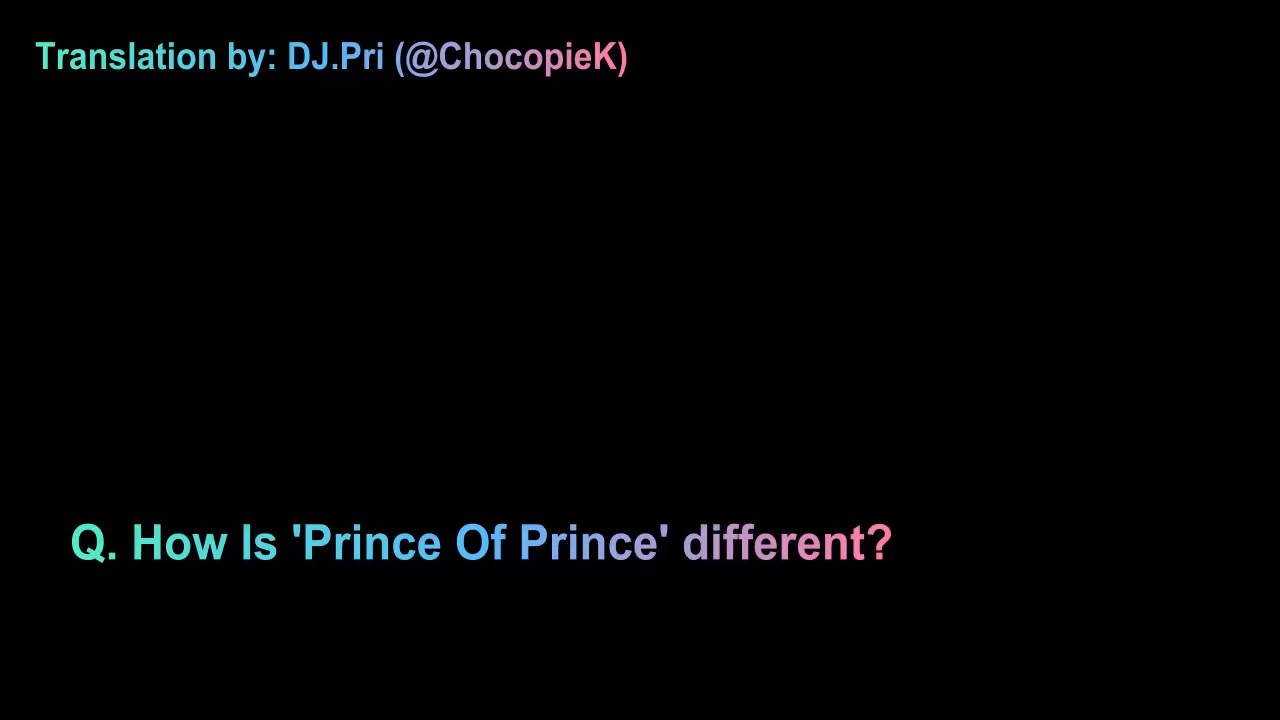 Translation by: DJ.Pri (@ChocopieK)
Q. How Is 'Prince Of Prince' different?